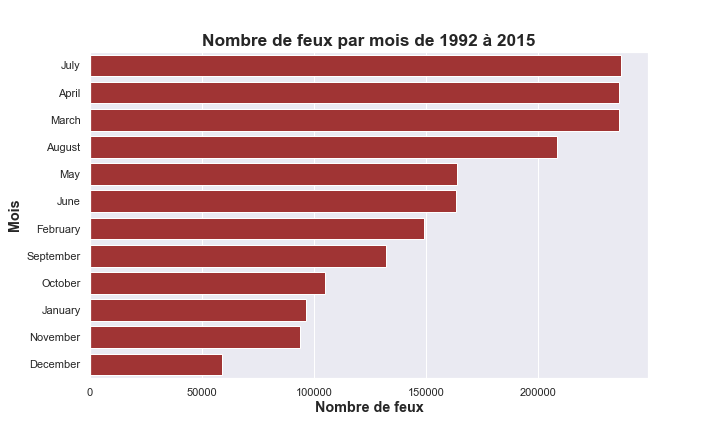 Nombre de feux par mois de 1992 à 2015
July
April
March
August
May
June
February
September
October
January
November
December
Mois
0 50000 100000 150000 200000
Nombre de feux